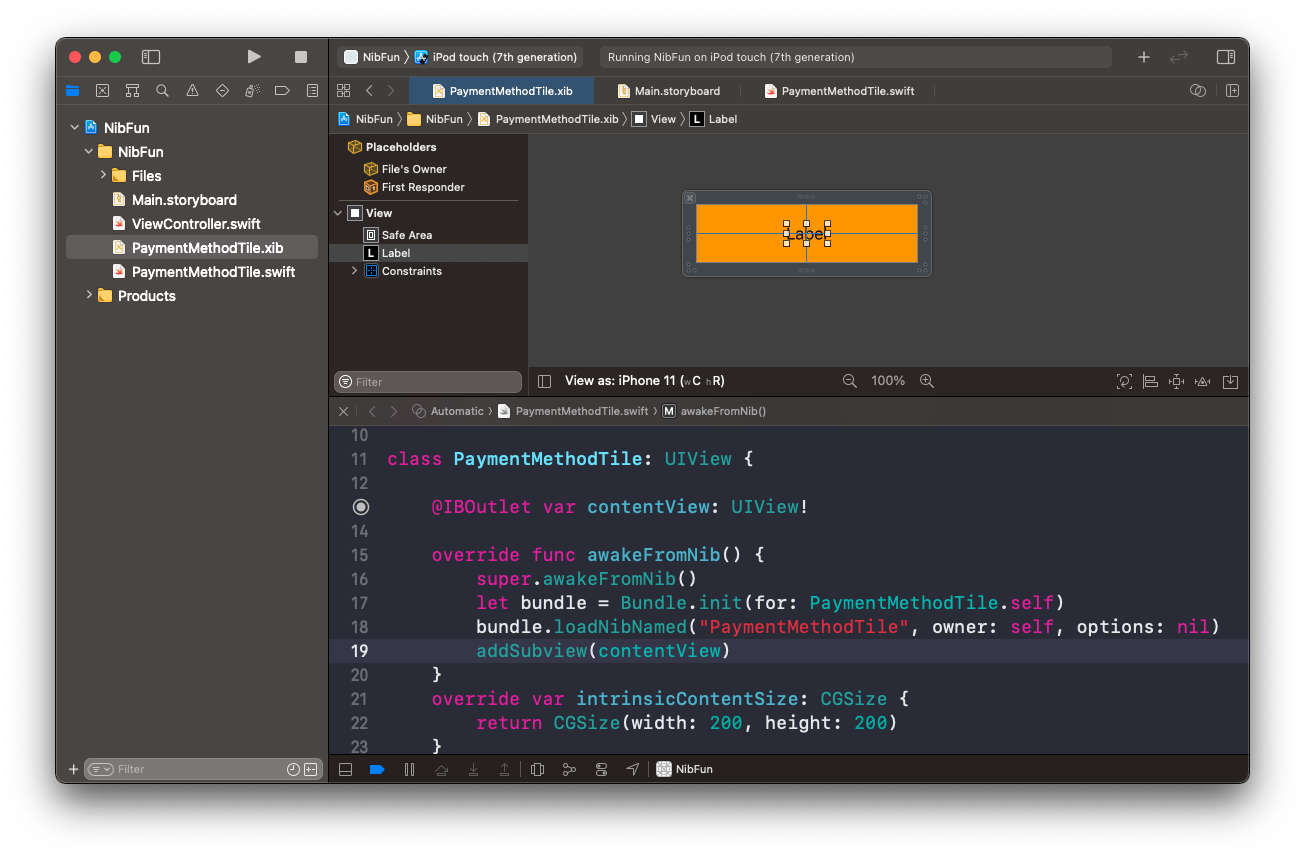 NibFun 〉 iPod touch (7th generation)
Running NibFun on iPod touch (7th generation)
PaymentMethodTile.xib
Main.storyboard
PaymentMethodTile.swift
NibFun 〉 NibFun 〉 PaymentMethodTile.xib 〉 View 〉 L Label
NibFun
NibFun
Files
Main.storyboard
ViewController.swift
PaymentMethodTile.xib
PaymentMethodTile.swift
Products
Filter
Placeholders
File's Owner
First Responder
View
Safe Area
L Label
Constraints
Filter
Label
View as: iPhone 11 (wC hR)
100%
Automatic 〉 PaymentMethodTile.swift 〉 M awakeFromNib()
10
11 class PaymentMethodTile: UIView {
12
@IBOutlet var contentView: UIView!
14
15 override func awakeFromNib() {
16 super.awakeFromNib()
17 let bundle = Bundle.init(for: PaymentMethodTile.self)
18 bundle.loadNibNamed("PaymentMethodTile", owner: self, options: nil)
19 addSubview(contentView)
20 }
21 override var intrinsicContentSize: CGSize {
22 return CGSize(width: 200, height: 200)
23 }
NibFun